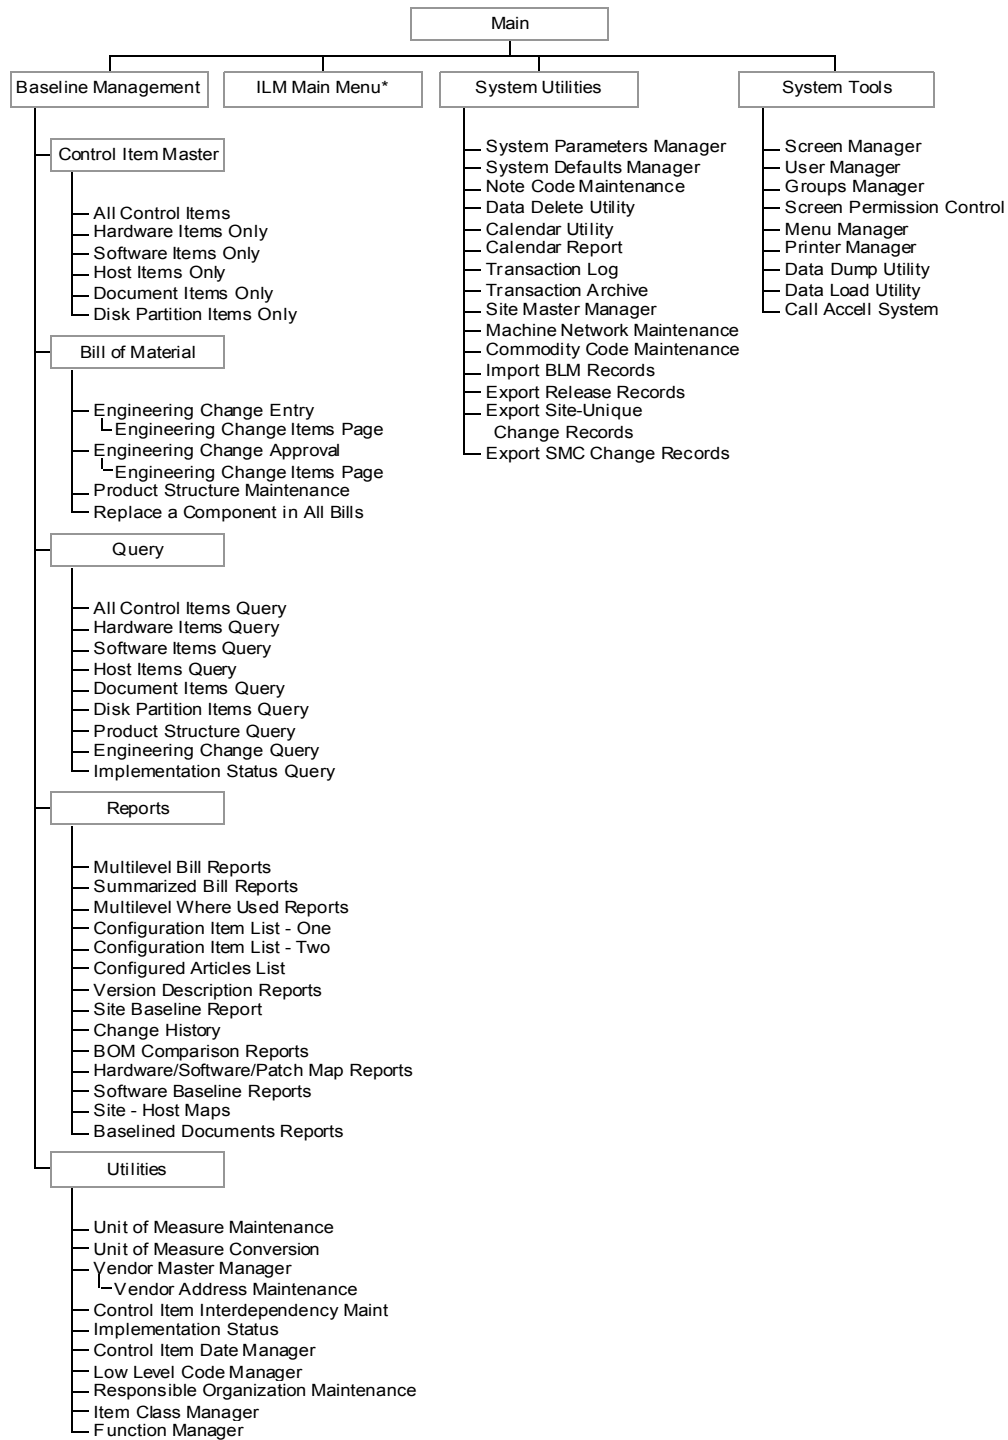 Main
Baseline Management
ILM Main Menu*
System Utilities
System Tools
Control Item Master
All Control Items
Hardware Items Only
Software Items Only
Host Items Only
Document Items Only
Disk Partition Items Only
Bill of Material
Engineering Change Entry
Engineering Change Items Page
Engineering Change Approval
Engineering Change Items Page
Product Structure Maintenance
Replace a Component in All Bills
Query
All Control Items Query
Hardware Items Query
Software Items Query
Host Items Query
Document Items Query
Disk Partition Items Query
Product Structure Query
Engineering Change Query
Implementation Status Query
Reports
Multilevel Bill Reports
Summarized Bill Reports
Multilevel Where Used Reports
Configuration Item List - One
Configuration Item List - Two
Configured Articles List
Version Description Reports
Site Baseline Report
Change History
BOM Comparison Reports
Hardware/Software/Patch Map Reports
Software Baseline Reports
Site - Host Maps
Baselined Documents Reports
Utilities
Unit of Measure Maintenance
Unit of Measure Conversion
Vendor Master Manager
Vendor Address Maintenance
Control Item Interdependency Maint
Implementation Status
Control Item Date Manager
Low Level Code Manager
Responsible Organization Maintenance
Item Class Manager
Function Manager
System Parameters Manager
System Defaults Manager
Note Code Maintenance
Data Delete Utility
Calendar Utility
Calendar Report
Transaction Log
Transaction Archive
Site Master Manager
Machine Network Maintenance
Commodity Code Maintenance
Import BLM Records
Export Release Records
Export Site-Unique
Change Records
Export SMC Change Records
Screen Manager
User Manager
Groups Manager
Screen Permission Control
Menu Manager
Printer Manager
Data Dump Utility
Data Load Utility
Call Accell System